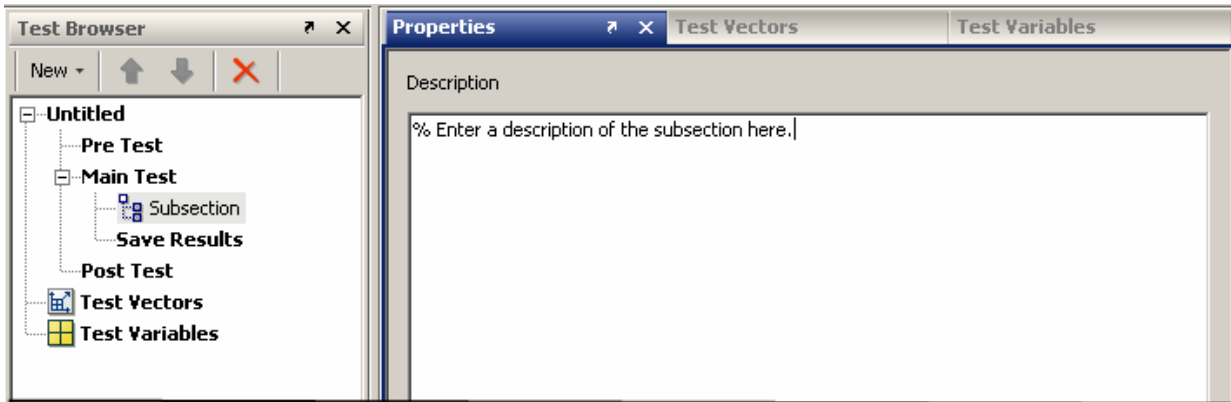 Test Browser
New
Untitled
Pre Test
Main Test
Subsection
Save Results
Post Test
Test Vectors
Test Variables
Properties
Test Vectors
Test Variables
Description
% Enter a description of the subsection here.